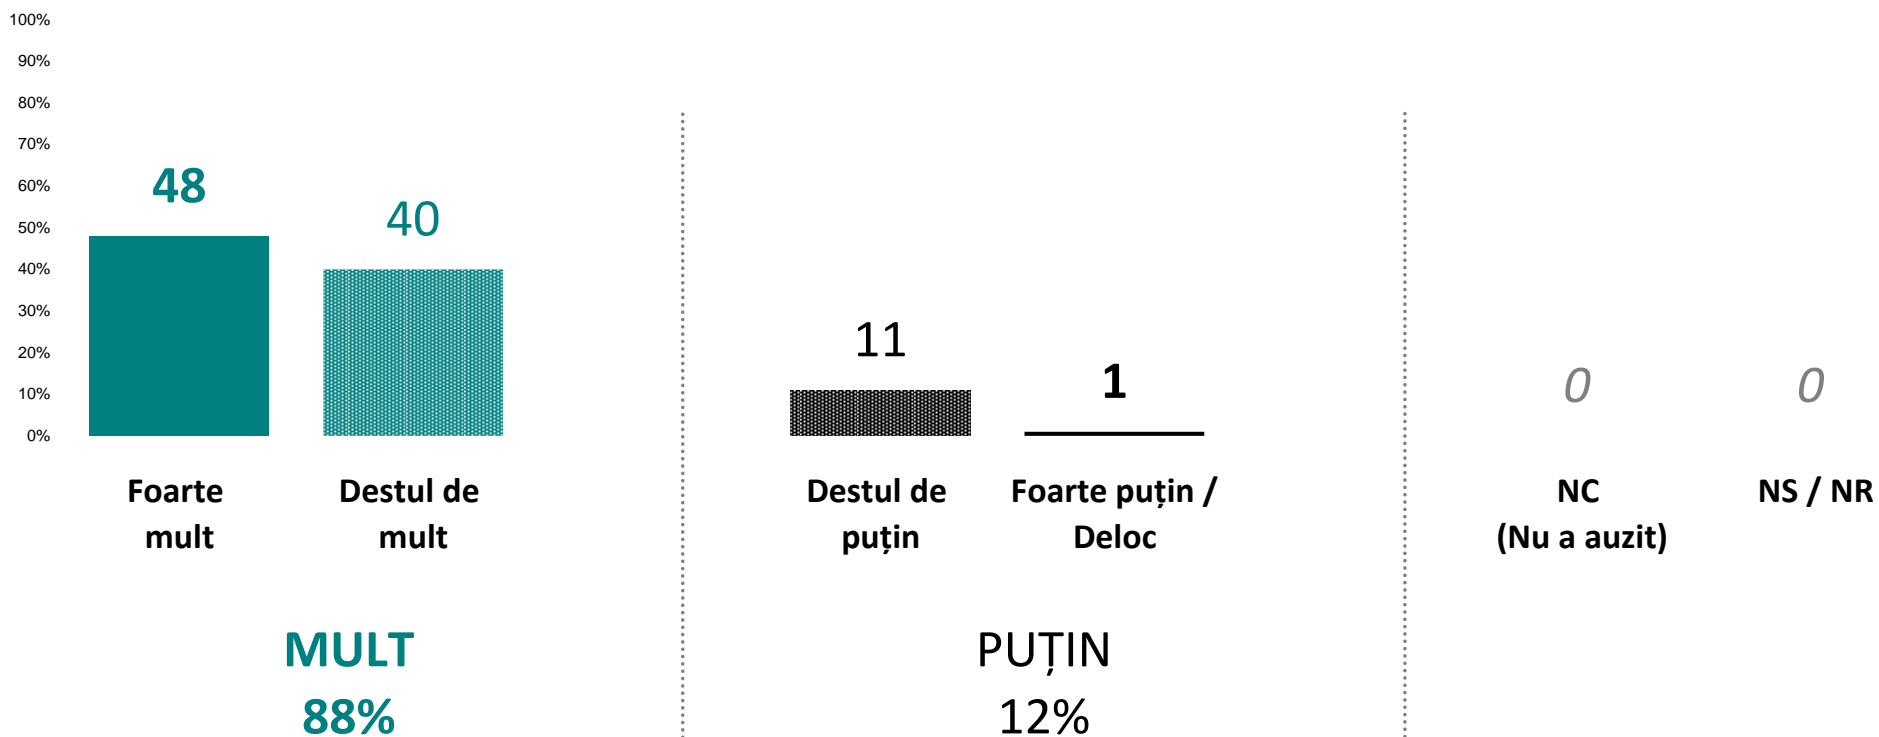 100%
90%
80%
70%
60%
50%
40%
30%
20%
10%
0%
48
40
11
1
0
0
Foarte
mult
Destul de
mult
Destul de
puțin
Foarte puțin /
Deloc
NC
(Nu a auzit)
NS / NR
MULT
88%
PUȚIN
12%